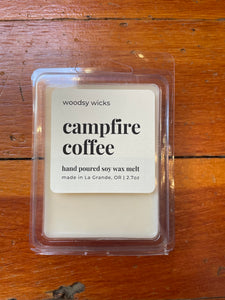 woodsy wicks
campfire
coffee
hand poured soy wax melt
made in La Grande, OR | 2.7oz